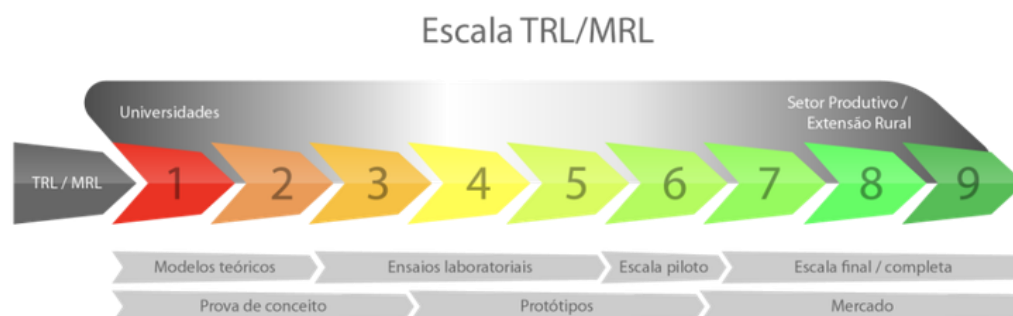 Escala TRL/MRL
Universidades
Setor Produtivo /
Extensão Rural
TRL / MRL
1
2
3
4
5
6
7
8
9
Modelos teóricos
Ensaios laboratoriais
Escala piloto
Escala final / completa
Prova de conceito
Protótipos
Mercado